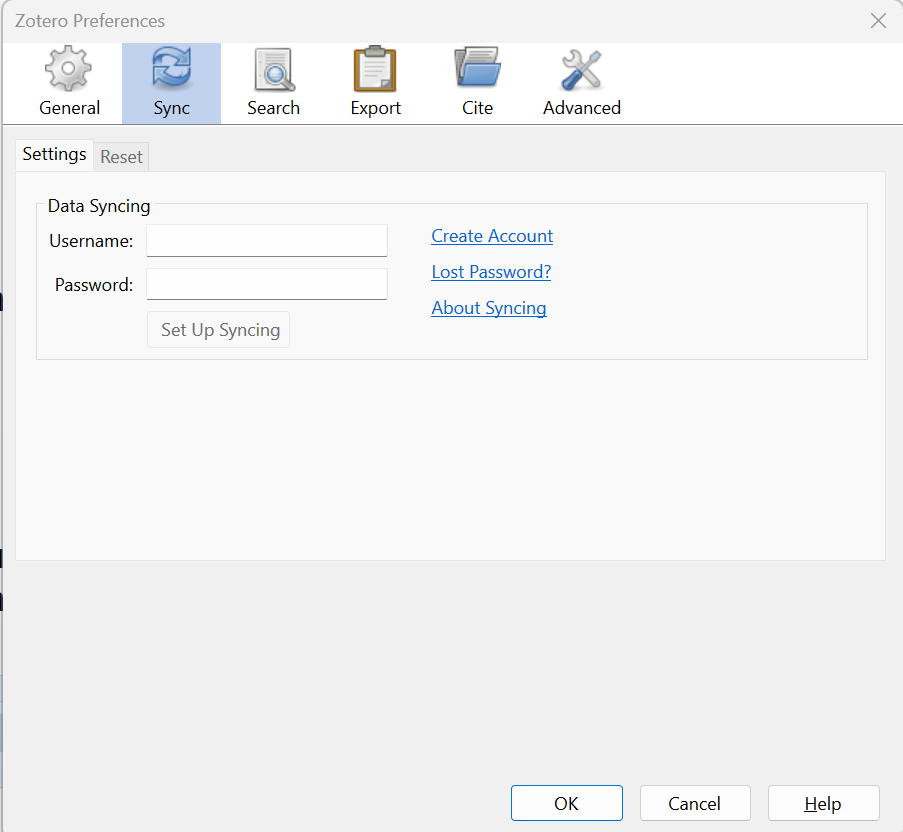 Zotero Preferences
General Sync Search Export Cite Advanced
Settings Reset
Data Syncing
Username:
Create Account
Password:
Lost Password?
About Syncing
Set Up Syncing
OK Cancel Help